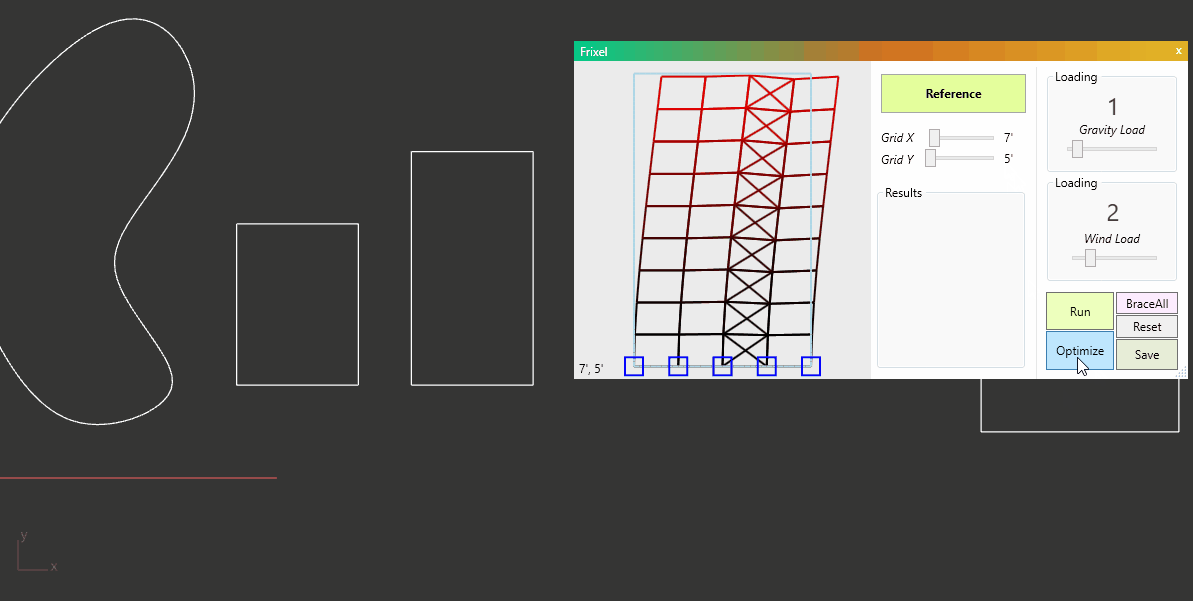 Frixel
x
Reference
Grid X
7'
Grid Y
5'
Results
Loading
1
Gravity Load
Loading
2
Wind Load
Run
BraceAll
Reset
Optimize
Save
7', 5'
y
x